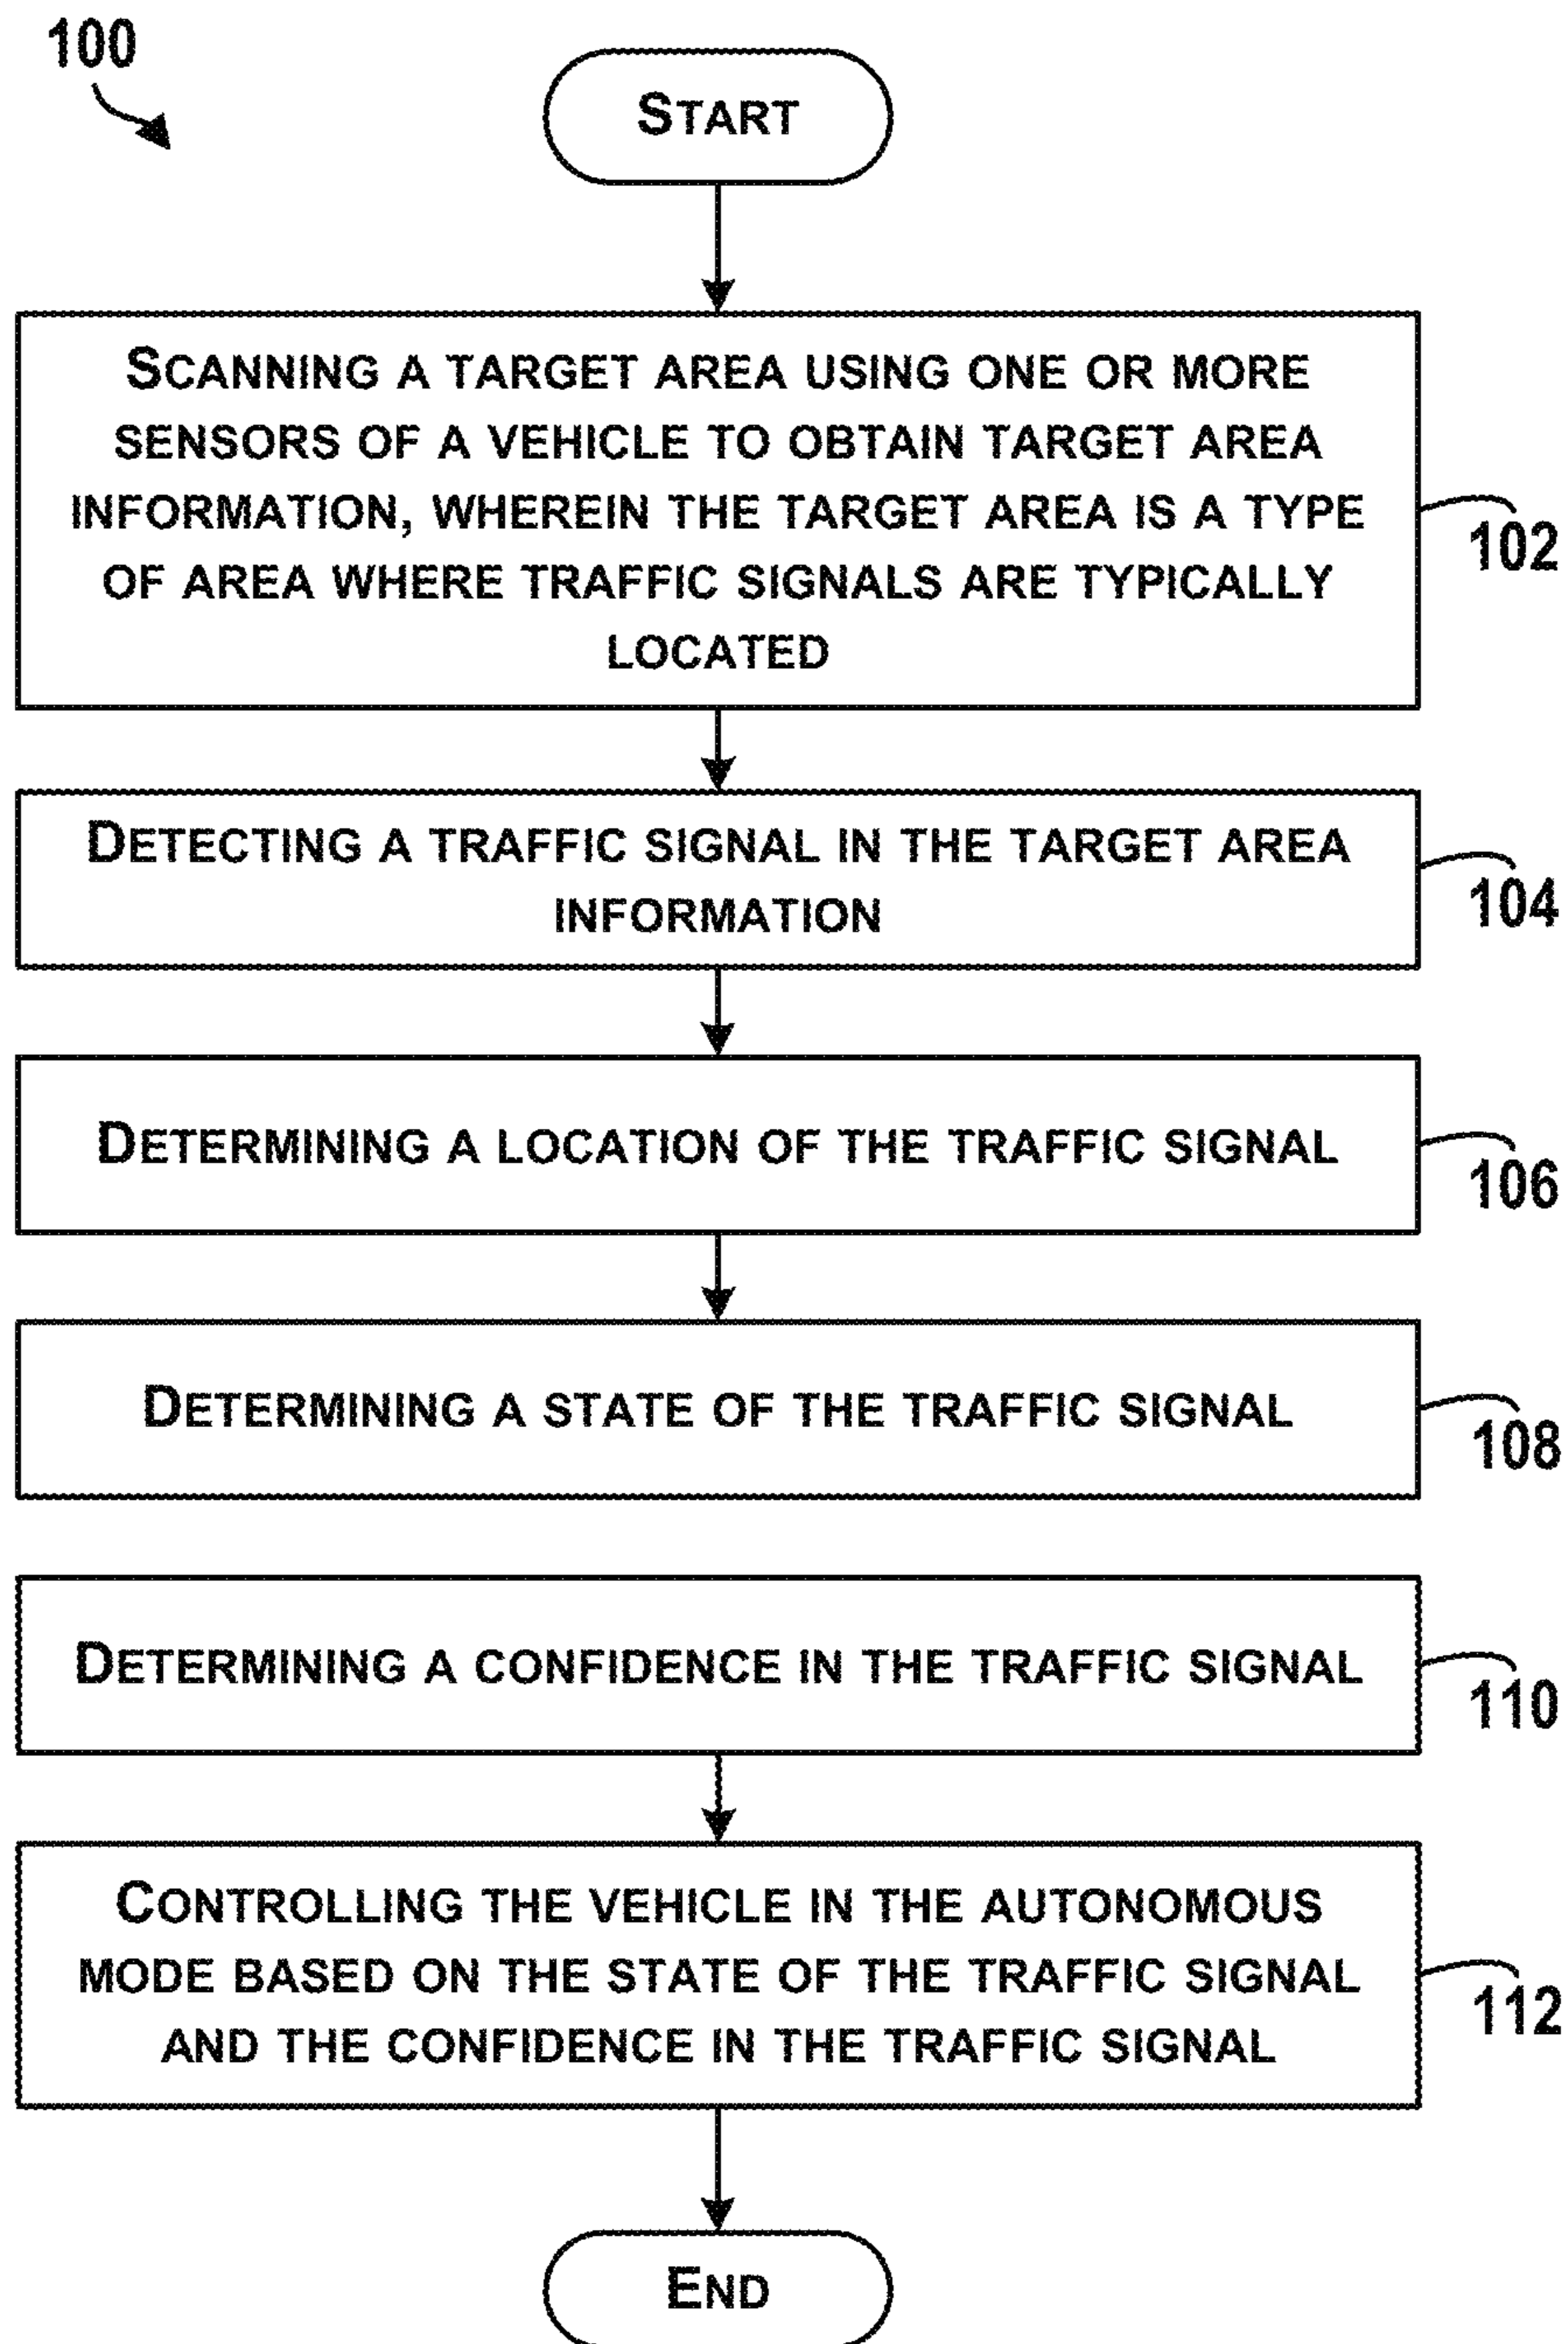 100
START
SCANNING A TARGET AREA USING ONE OR MORE
SENSORS OF A VEHICLE TO OBTAIN TARGET AREA
INFORMATION, WHEREIN THE TARGET AREA IS A TYPE
OF AREA WHERE TRAFFIC SIGNALS ARE TYPICALLY
LOCATED
102
DETECTING A TRAFFIC SIGNAL IN THE TARGET AREA
INFORMATION
104
DETERMINING A LOCATION OF THE TRAFFIC SIGNAL
106
DETERMINING A STATE OF THE TRAFFIC SIGNAL
108
DETERMINING A CONFIDENCE IN THE TRAFFIC SIGNAL
110
CONTROLLING THE VEHICLE IN THE AUTONOMOUS
MODE BASED ON THE STATE OF THE TRAFFIC SIGNAL
AND THE CONFIDENCE IN THE TRAFFIC SIGNAL
112
END